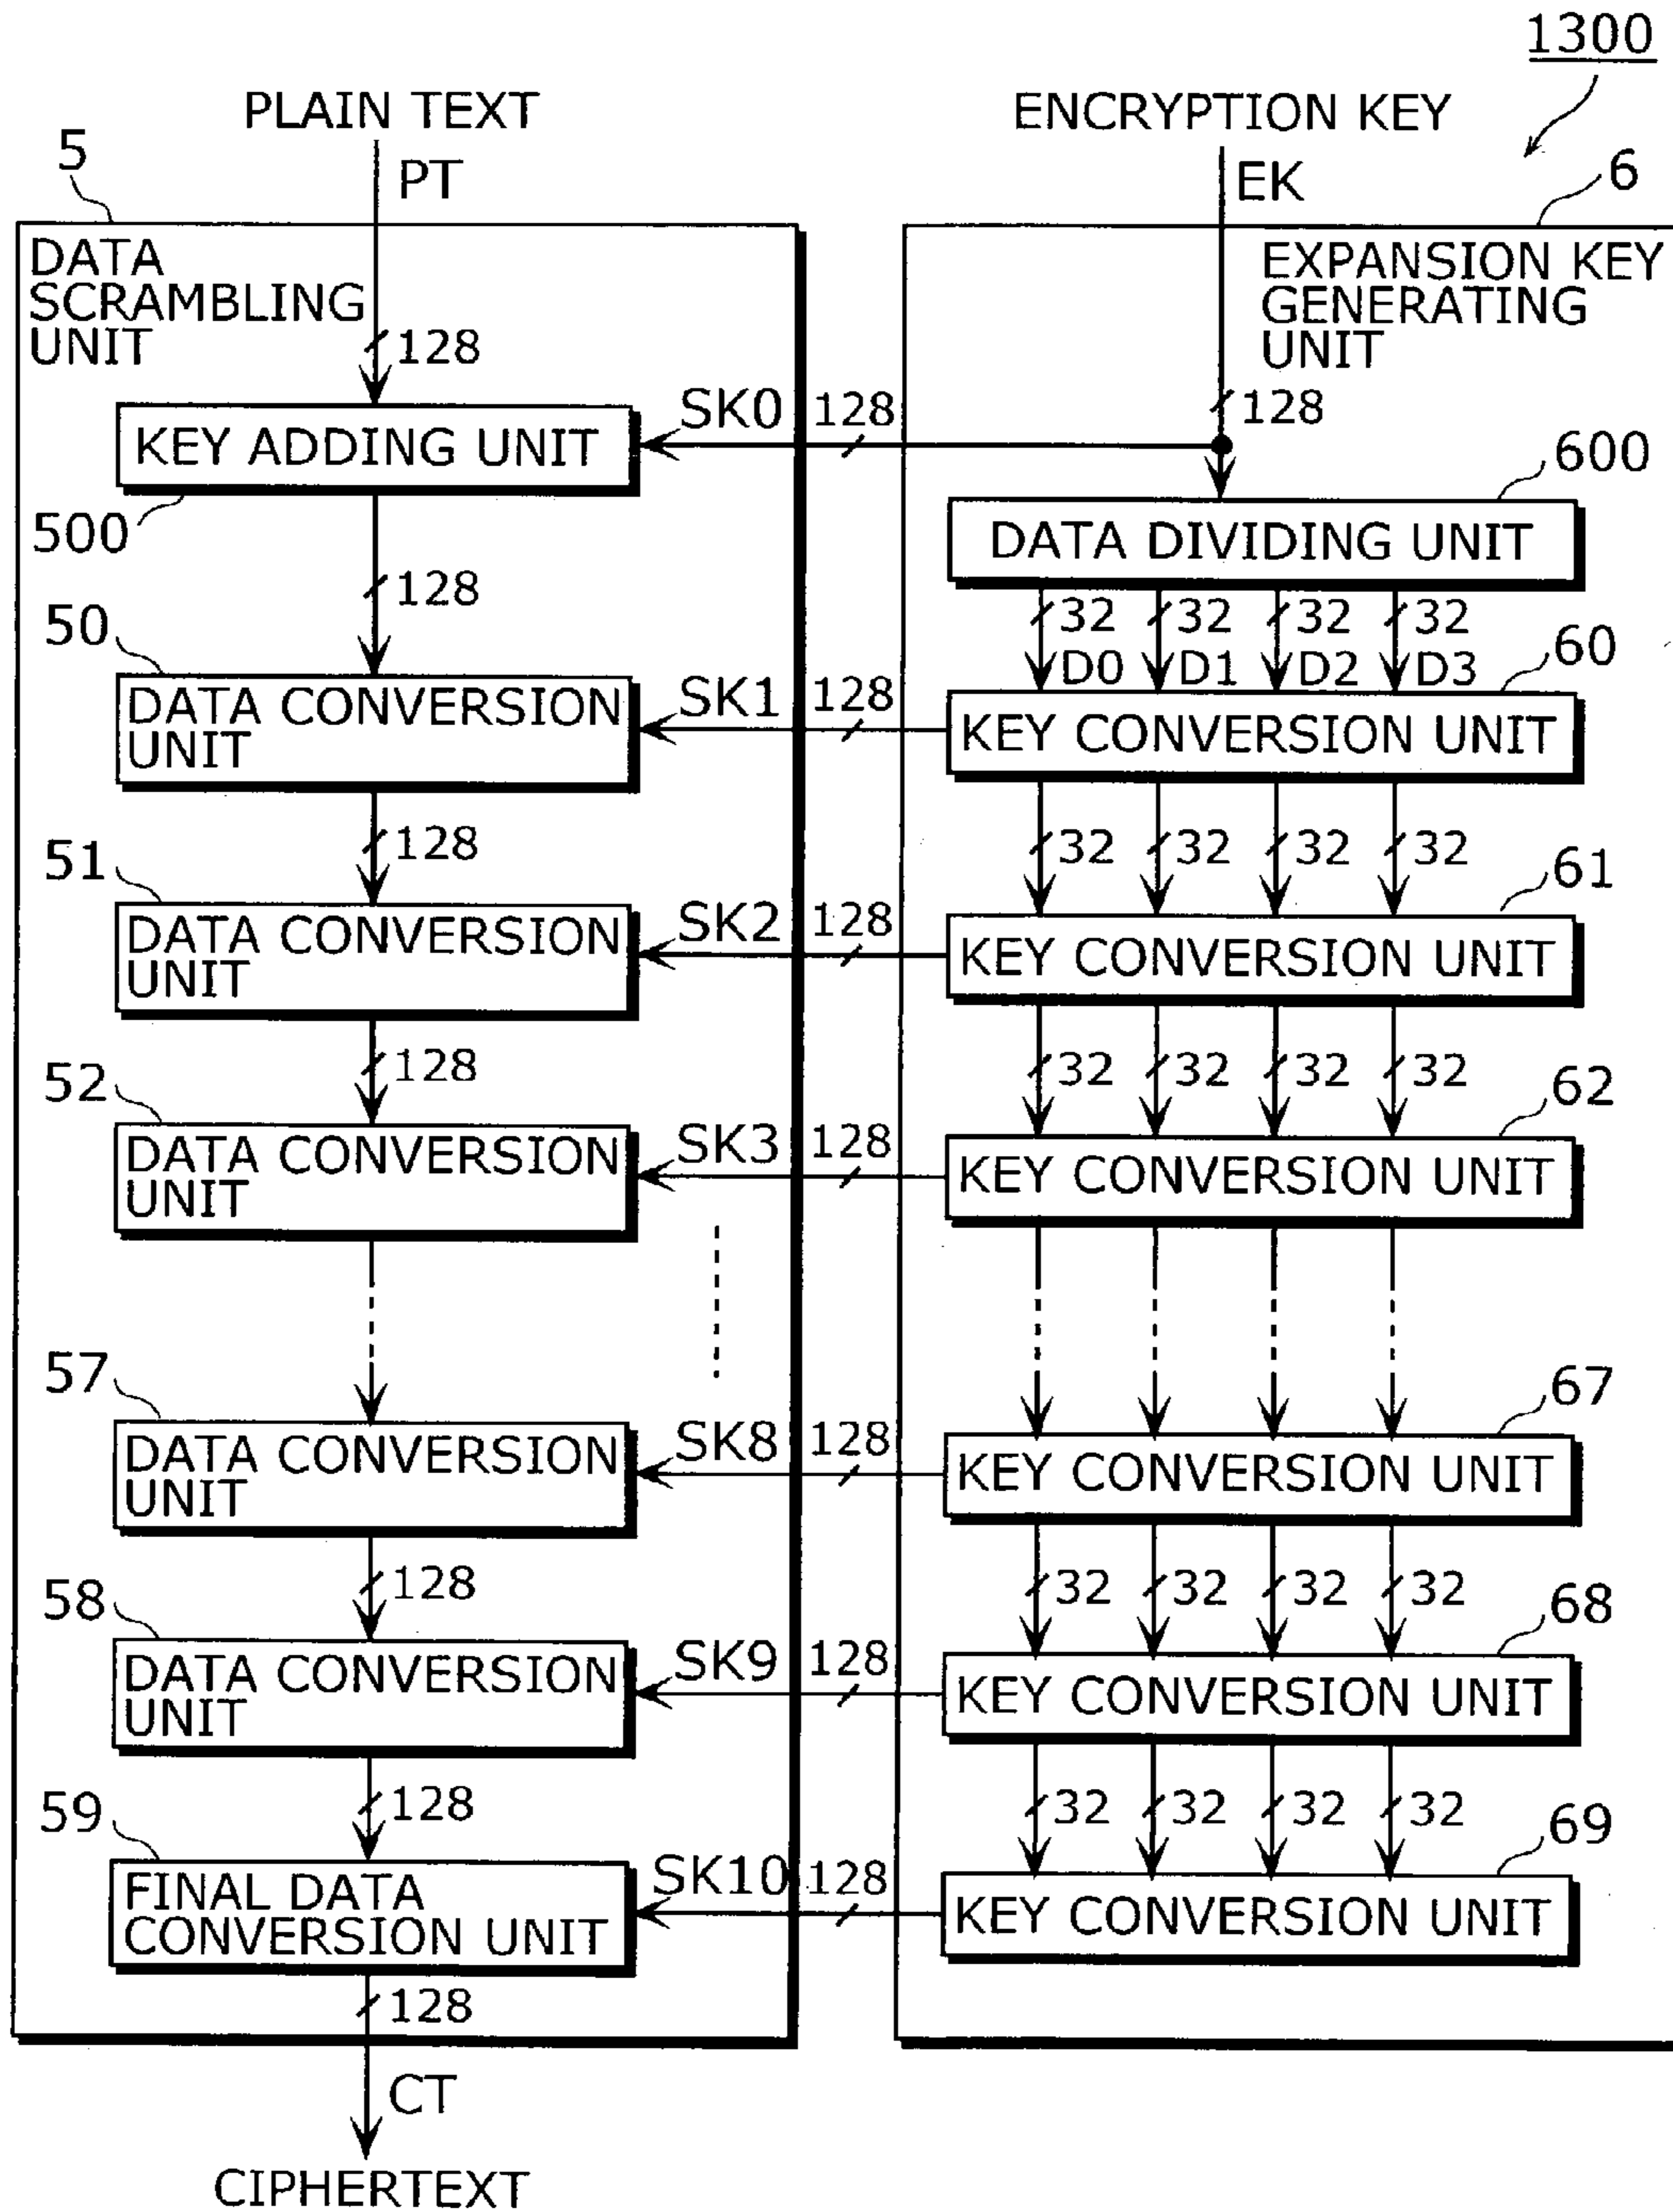 1300
PLAIN TEXT
ENCRYPTION KEY
5
PT
EK
6
DATA
SCRAMBLING
UNIT
EXPANSION KEY
GENERATING
UNIT
128
128
SK0 128
KEY ADDING UNIT
500
600
DATA DIVIDING UNIT
128
32 32 32 32
D0 D1 D2 D3
50
60
DATA CONVERSION
UNIT
SK1 128
KEY CONVERSION UNIT
128
32 32 32 32
51
61
DATA CONVERSION
UNIT
SK2 128
KEY CONVERSION UNIT
128
32 32 32 32
52
62
DATA CONVERSION
UNIT
SK3 128
KEY CONVERSION UNIT
57
67
DATA CONVERSION
UNIT
SK8 128
KEY CONVERSION UNIT
128
32 32 32 32
58
68
DATA CONVERSION
UNIT
SK9 128
KEY CONVERSION UNIT
128
32 32 32 32
59
69
FINAL DATA
CONVERSION UNIT
SK10 128
KEY CONVERSION UNIT
128
CT
CIPHERTEXT